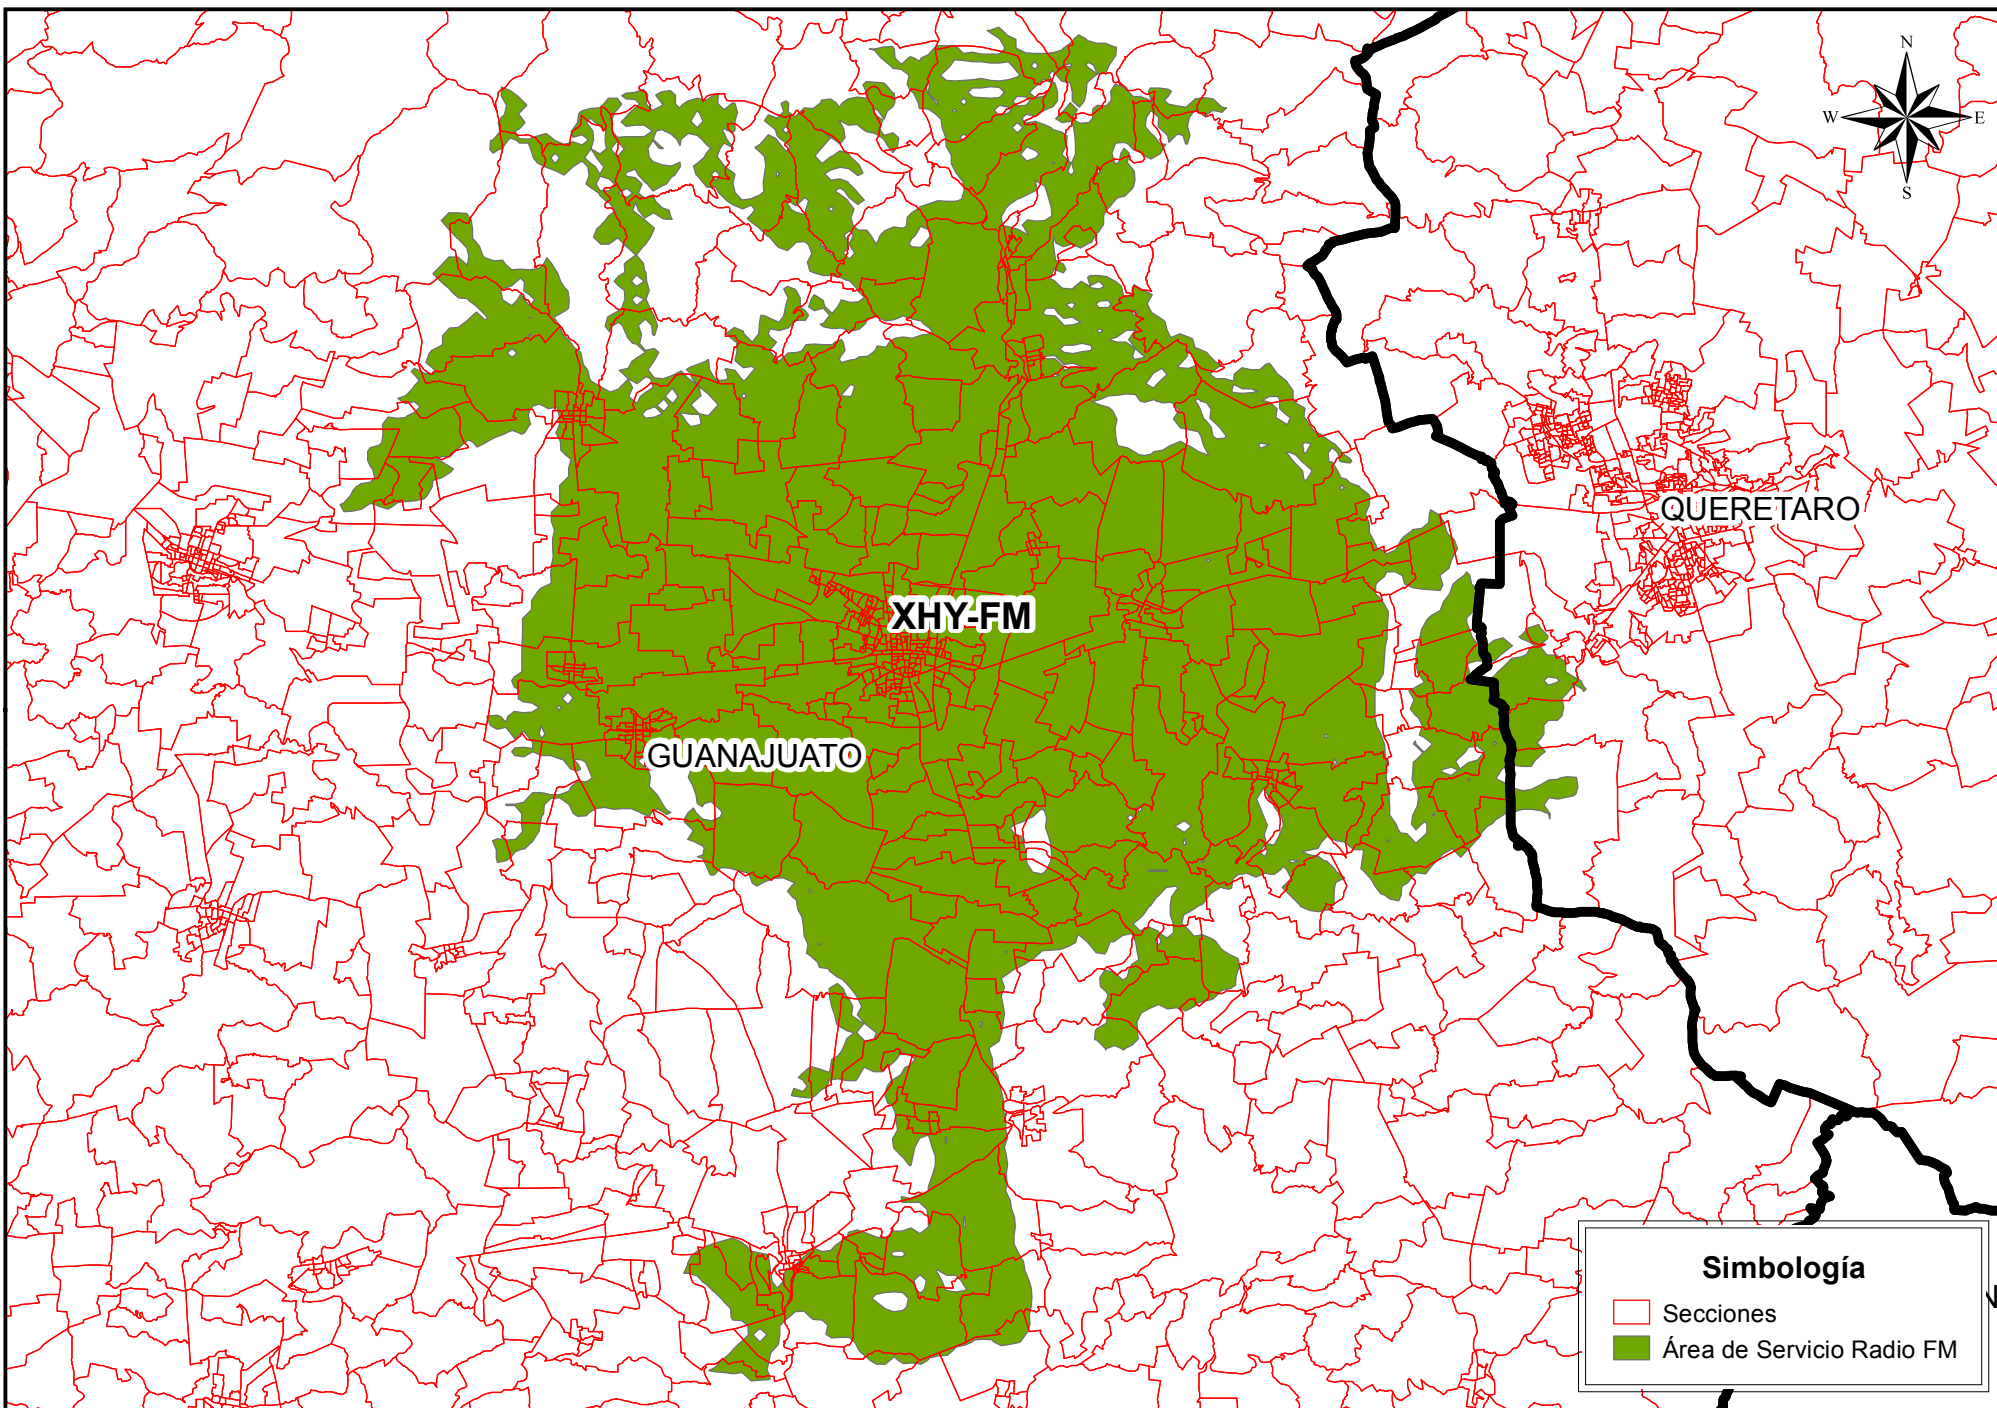 N
W
E
S
QUERETARO
XHY-FM
GUANAJUATO
Simbología
Secciones
Área de Servicio Radio FM